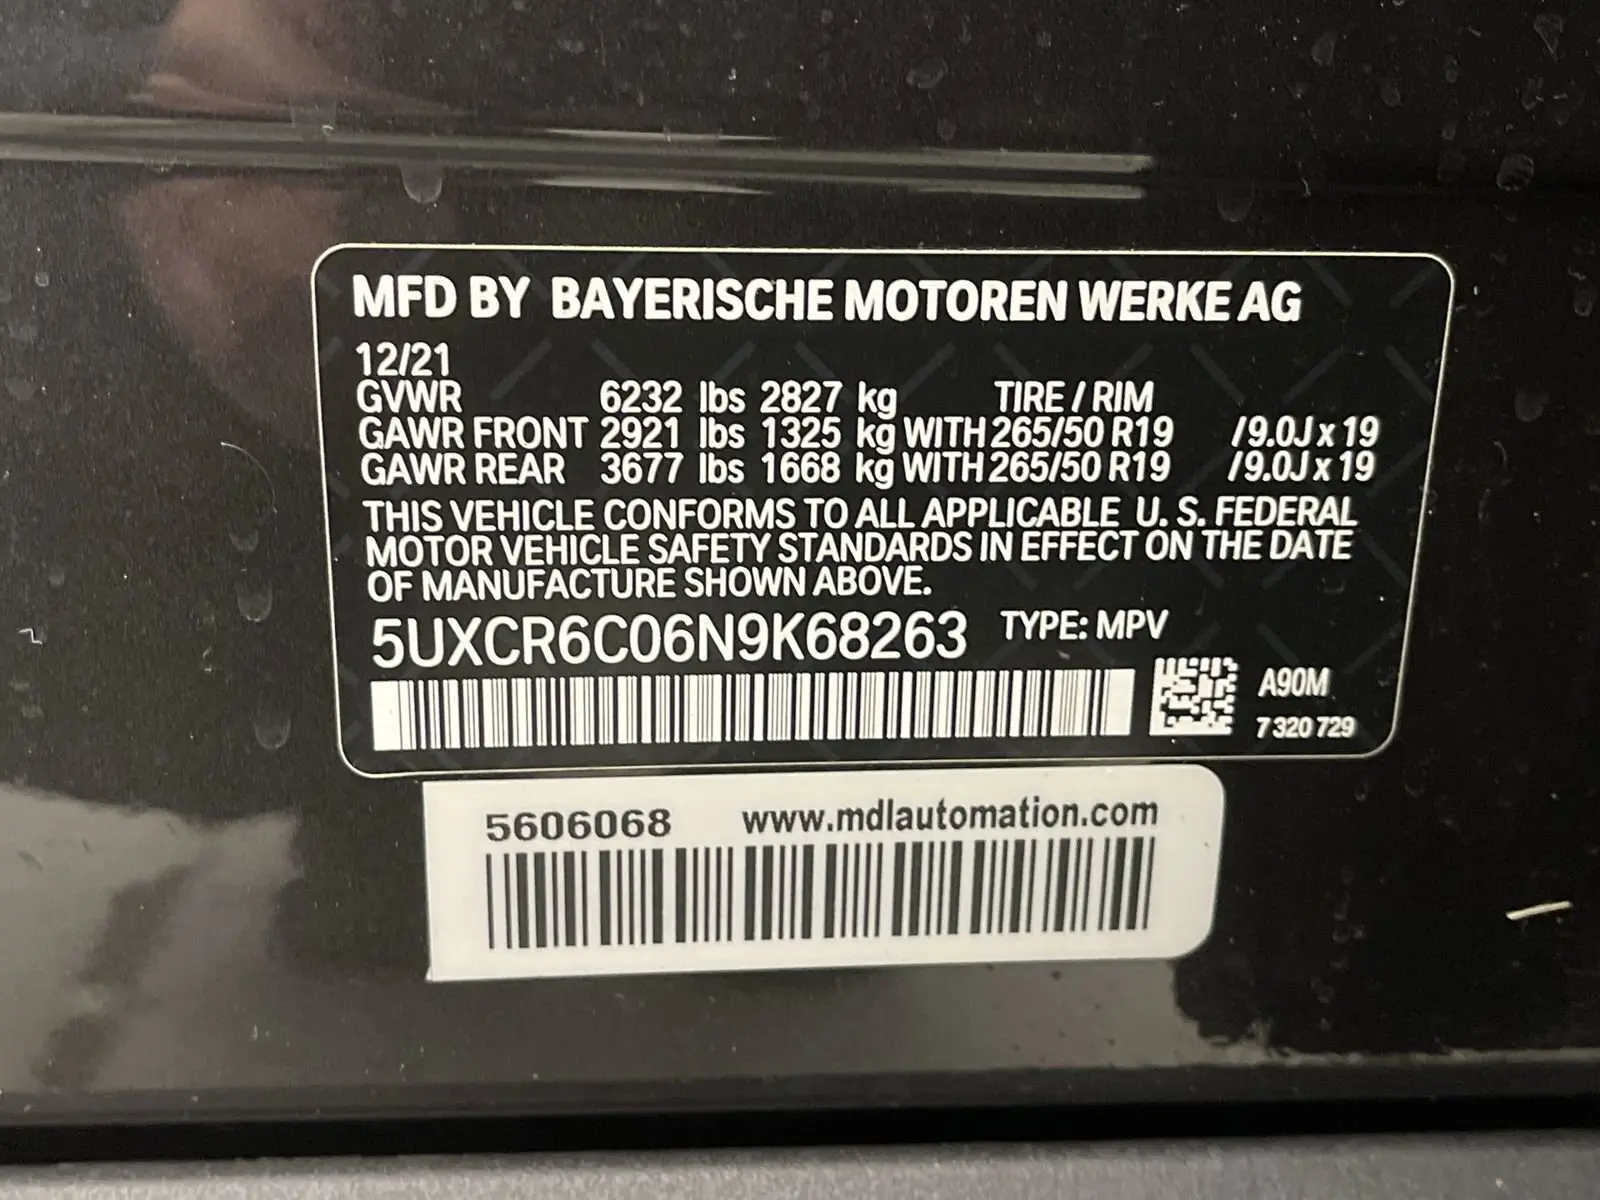 MFD BY BAYERISCHE MOTOREN WERKE AG
12/21
GVWR 6232 lbs 2827 kg TIRE / RIM
GAWR FRONT 2921 lbs 1325 kg WITH 265/50 R19 /9.0J x 19
GAWR REAR 3677 lbs 1668 kg WITH 265/50 R19 /9.0J x 19
THIS VEHICLE CONFORMS TO ALL APPLICABLE U. S. FEDERAL
MOTOR VEHICLE SAFETY STANDARDS IN EFFECT ON THE DATE
OF MANUFACTURE SHOWN ABOVE.
5UXCR6C06N9K68263 TYPE: MPV
A90M
7 320 729
5606068 www.mdlautomation.com